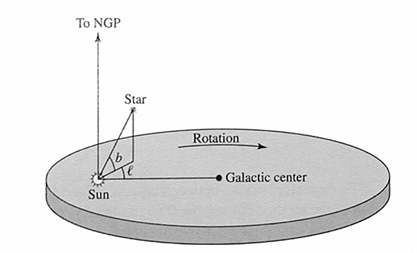 To NGP
Star
Rotation
b
ℓ
Galactic center
Sun